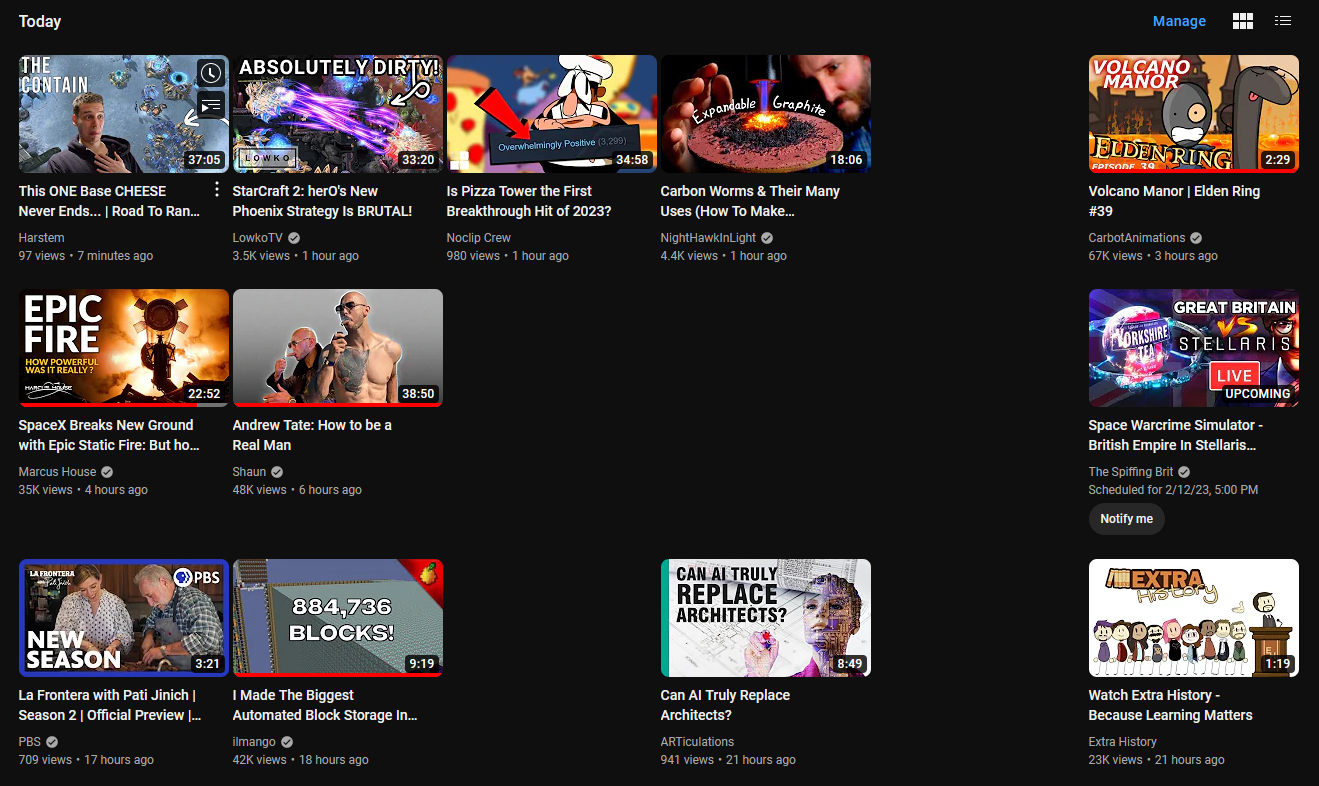 Today
Manage
THE
CONTAIN
37:05
This ONE Base CHEESE
Never Ends... | Road To Ran...
Harstem
97 views • 7 minutes ago
ABSOLUTELY DIRTY!
LOWKO
33:20
StarCraft 2: herO's New
Phoenix Strategy Is BRUTAL!
LowkoTV
3.5K views • 1 hour ago
Overwhelmingly Positive (3,299)
34:58
Is Pizza Tower the First
Breakthrough Hit of 2023?
Noclip Crew
980 views • 1 hour ago
Expandable Graphite
18:06
Carbon Worms & Their Many
Uses (How To Make...
NightHawkInLight
4.4K views • 1 hour ago
VOLCANO
MANOR
ELDEN RING
EPISODE 39
2:29
Volcano Manor | Elden Ring
#39
CarbotAnimations
67K views • 3 hours ago
EPIC
FIRE
HOW POWERFUL
WAS IT REALLY?
MARCUS HOUSE
22:52
SpaceX Breaks New Ground
with Epic Static Fire: But ho...
Marcus House
35K views • 4 hours ago
38:50
Andrew Tate: How to be a
Real Man
Shaun
48K views • 6 hours ago
GREAT BRITAIN
VS
STELLARIS
YORKSHIRE
TEA
LIVE
UPCOMING
Space Warcrime Simulator -
British Empire In Stellaris...
The Spiffing Brit
Scheduled for 2/12/23, 5:00 PM
Notify me
LA FRONTERA
with Pati Jinich
PBS
NEW
SEASON
3:21
La Frontera with Pati Jinich |
Season 2 | Official Preview |...
PBS
709 views • 17 hours ago
884,736
BLOCKS!
9:19
I Made The Biggest
Automated Block Storage In...
ilmango
42K views • 18 hours ago
CAN AI TRULY
REPLACE
ARCHITECTS?
8:49
Can AI Truly Replace
Architects?
ARTiculations
941 views • 21 hours ago
EXTRA
History
1:19
Watch Extra History -
Because Learning Matters
Extra History
23K views • 21 hours ago